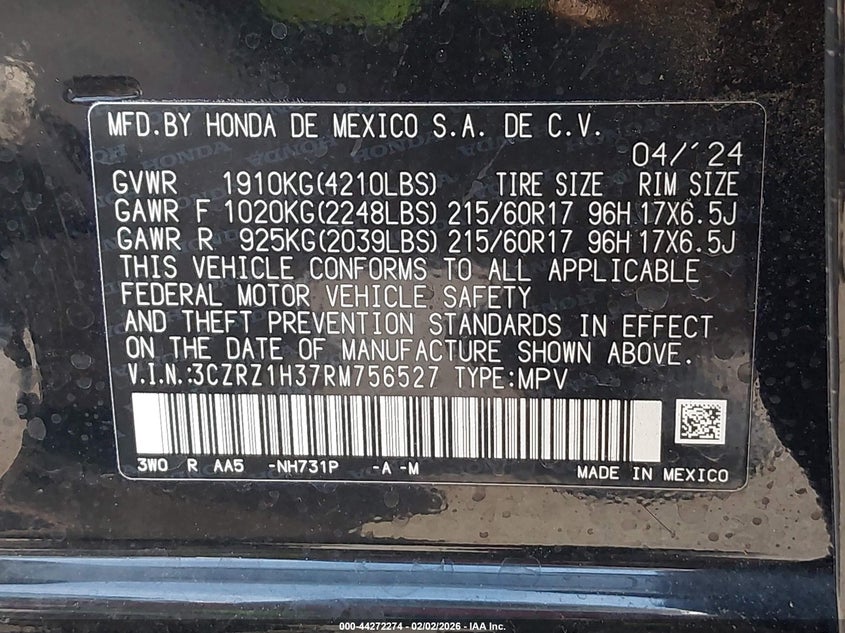 MFD.BY HONDA DE MEXICO S.A. DE C.V.
04/'24
GVWR 1910KG(4210LBS) TIRE SIZE RIM SIZE
GAWR F 1020KG(2248LBS) 215/60R17 96H 17X6.5J
GAWR R 925KG(2039LBS) 215/60R17 96H 17X6.5J
THIS VEHICLE CONFORMS TO ALL APPLICABLE
FEDERAL MOTOR VEHICLE SAFETY
AND THEFT PREVENTION STANDARDS IN EFFECT
ON THE DATE OF MANUFACTURE SHOWN ABOVE.
V.I.N.:3CZRZ1H37RM756527 TYPE:MPV
3W0 R AA5 -NH731P -A -M MADE IN MEXICO
000-44272274 - 02/02/2026 - IAA Inc.